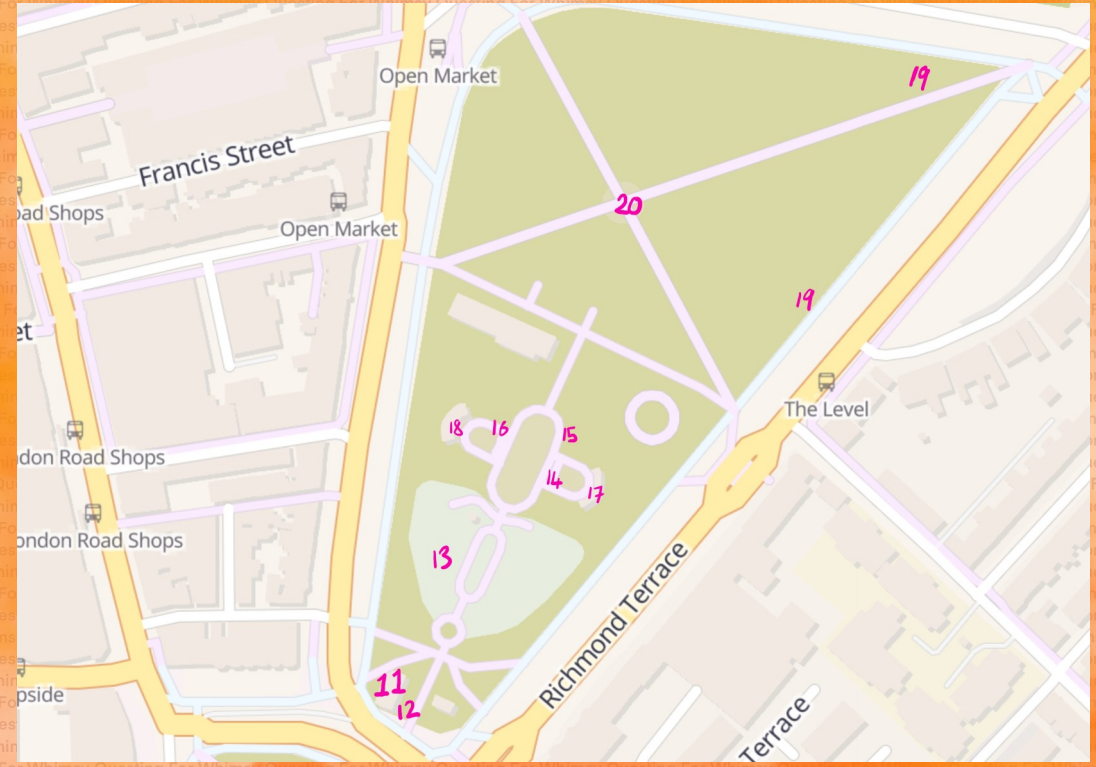 Open Market
19
Francis Street
20
oad Shops
Open Market
19
et
The Level
18
16
15
ndon Road Shops
14
17
ondon Road Shops
13
Richmond Terrace
11
pside
12
Terrace